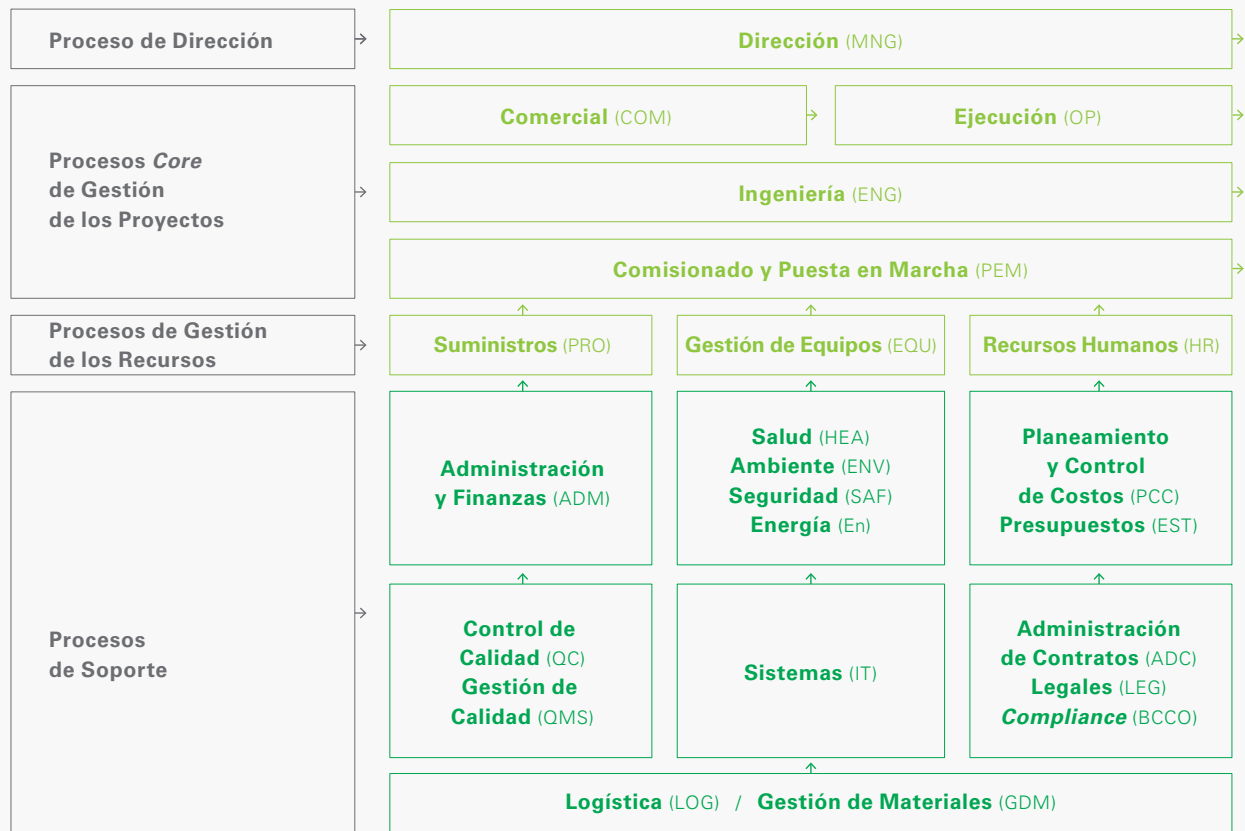 Proceso de Dirección
Dirección (MNG)
Procesos Core
de Gestión
de los Proyectos
Comercial (COM)
Ejecución (OP)
Ingeniería (ENG)
Comisionado y Puesta en Marcha (PEM)
Procesos de Gestión
de los Recursos
Suministros (PRO)
Gestión de Equipos (EQU)
Recursos Humanos (HR)
Procesos
de Soporte
Administración
y Finanzas (ADM)
Salud (HEA)
Ambiente (ENV)
Seguridad (SAF)
Energía (En)
Planeamiento
y Control
de Costos (PCC)
Presupuestos (EST)
Control de
Calidad (QC)
Gestión de
Calidad (QMS)
Sistemas (IT)
Administración
de Contratos (ADC)
Legales (LEG)
Compliance (BCCO)
Logística (LOG) / Gestión de Materiales (GDM)